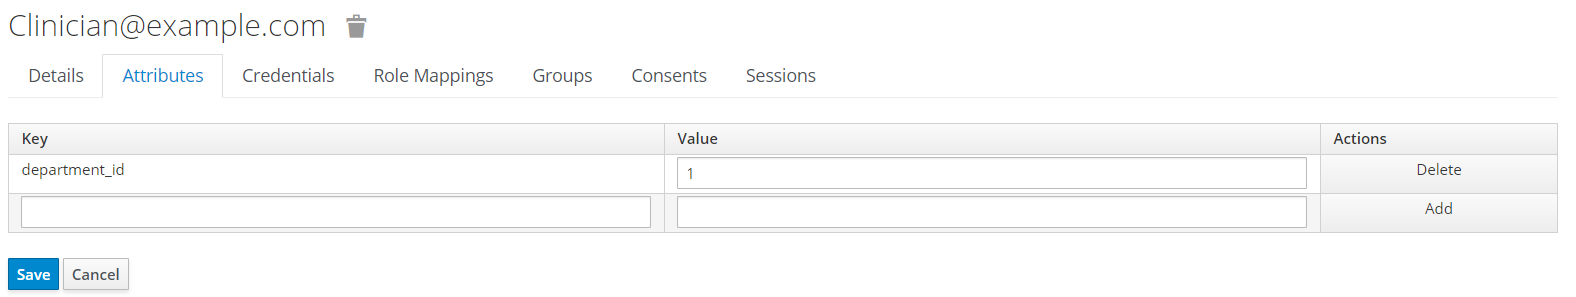 Clinician@example.com
Details Attributes Credentials Role Mappings Groups Consents Sessions
Key Value Actions
department_id 1 Delete
Add
Save Cancel